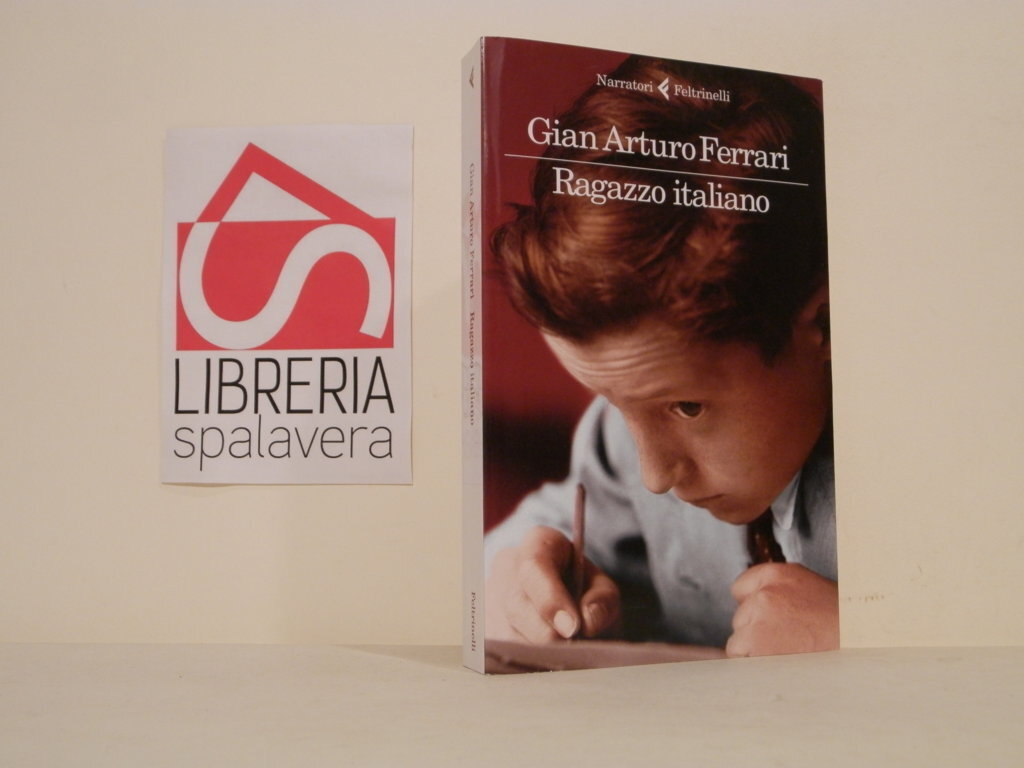 LIBRERIA
spalavera
Gian Arturo Ferrari Ragazzo italiano
Feltrinelli
Narratori Feltrinelli
Gian Arturo Ferrari
Ragazzo italiano